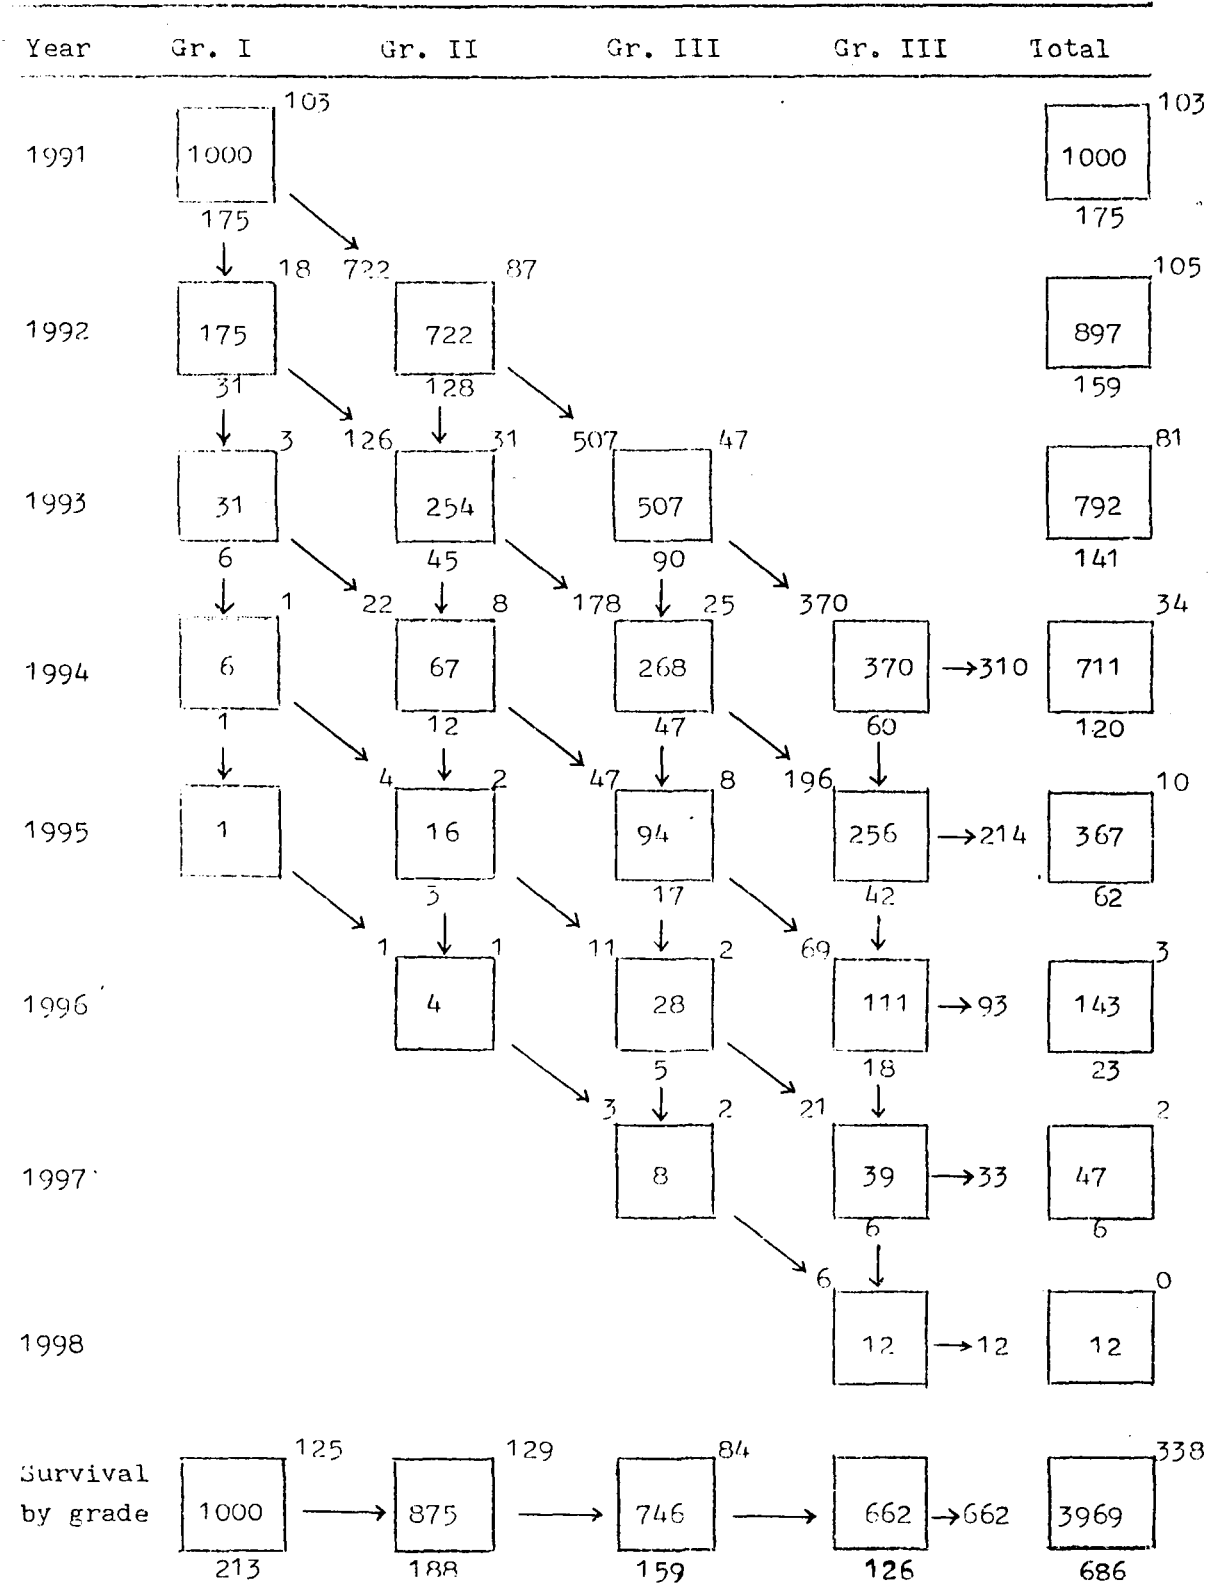 Year Gr. I Gr. II Gr. III Gr. III Total
103 103
1991 1000 1000
175 175
18 722 87 105
1992 175 722 897
31 128 159
3 126 31 507 47 81
1993 31 254 507 792
6 45 90 141
1 22 8 178 25 370 34
1994 6 67 268 370 →310 711
1 12 47 60 120
4 2 47 8 196 10
1995 1 16 94 256 →214 367
3 17 42 62
1 1 11 2 69 3
1996 4 28 111 →93 143
5 18 23
3 2 21 2
1997 8 39 →33 47
6 6
6 0
1998 12 →12 12
125 129 84 338
Survival
by grade 1000 → 875 → 746 → 662 →662 3969
213 188 159 126 686